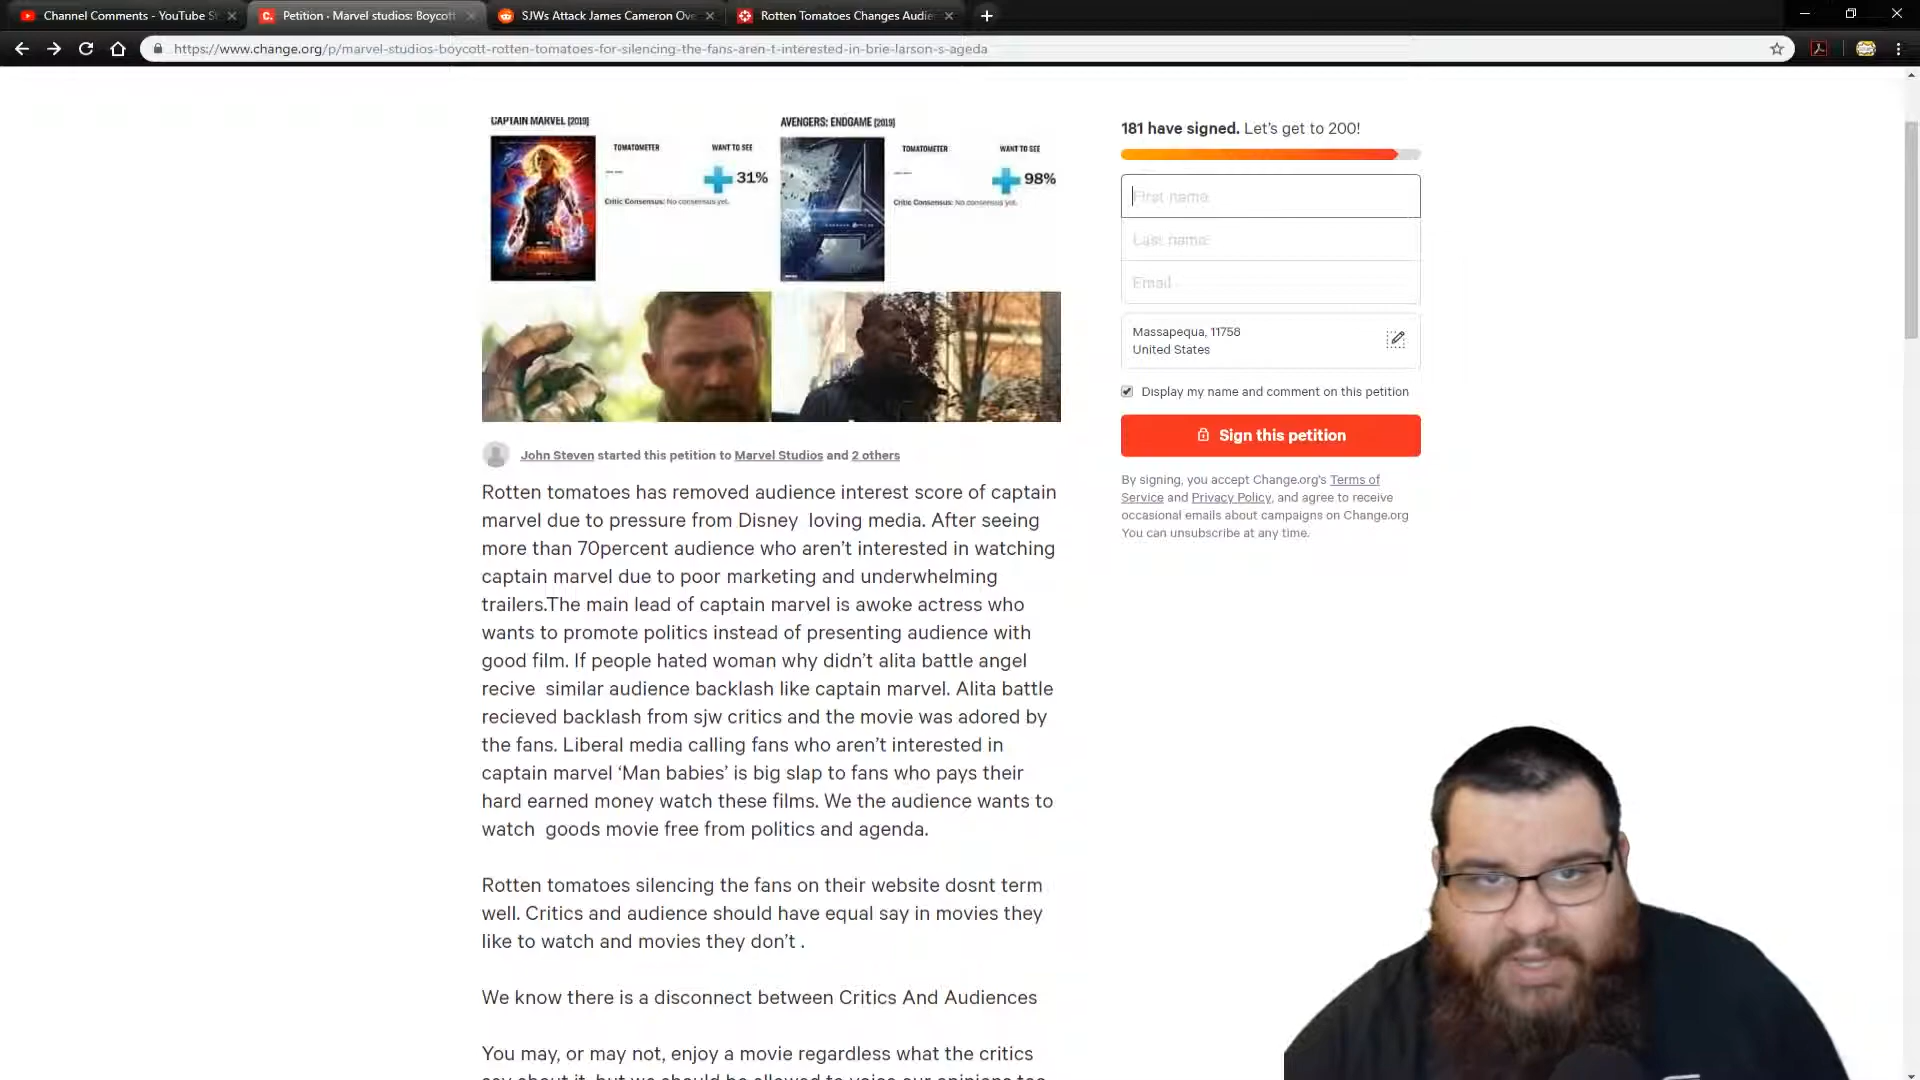 Channel Comments - YouTube S
Petition · Marvel studios: Boycott
SJWs Attack James Cameron Ove
Rotten Tomatoes Changes Audie
https://www.change.org/p/marvel-studios-boycott-rotten-tomatoes-for-silencing-the-fans-aren-t-interested-in-brie-larson-s-ageda
CAPTAIN MARVEL (2019)
TOMATOMETER
WANT TO SEE
31%
Critic Consensus: No consensus yet.
AVENGERS: ENDGAME (2019)
TOMATOMETER
WANT TO SEE
98%
Critic Consensus: No consensus yet.
John Steven started this petition to Marvel Studios and 2 others
Rotten tomatoes has removed audience interest score of captain
marvel due to pressure from Disney  loving media. After seeing
more than 70percent audience who aren't interested in watching
captain marvel due to poor marketing and underwhelming
trailers.The main lead of captain marvel is awoke actress who
wants to promote politics instead of presenting audience with
good film. If people hated woman why didn't alita battle angel
recive  similar audience backlash like captain marvel. Alita battle
recieved backlash from sjw critics and the movie was adored by
the fans. Liberal media calling fans who aren't interested in
captain marvel 'Man babies' is big slap to fans who pays their
hard earned money watch these films. We the audience wants to
watch  goods movie free from politics and agenda.
Rotten tomatoes silencing the fans on their website dosnt term
well. Critics and audience should have equal say in movies they
like to watch and movies they don't .
We know there is a disconnect between Critics And Audiences
You may, or may not, enjoy a movie regardless what the critics
say about it, but we should be allowed to voice our opinions too
181 have signed. Let's get to 200!
First name
Last name
Email
Massapequa, 11758
United States
Display my name and comment on this petition
Sign this petition
By signing, you accept Change.org's Terms of
Service and Privacy Policy, and agree to receive
occasional emails about campaigns on Change.org
You can unsubscribe at any time.